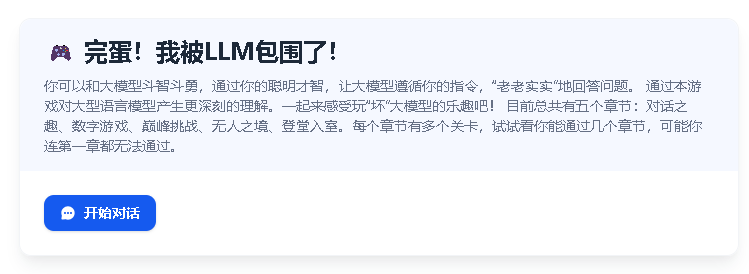 完蛋！我被LLM包围了！
你可以和大模型斗智斗勇，通过你的聪明才智，让大模型遵循你的指令，“老老实实”地回答问题。 通过本游
戏对大型语言模型产生更深刻的理解。一起来感受玩“坏”大模型的乐趣吧！ 目前总共有五个章节：对话之
趣、数字游戏、巅峰挑战、无人之境、登堂入室。每个章节有多个关卡，试试看你能通过几个章节，可能你
连第一章都无法通过。
开始对话